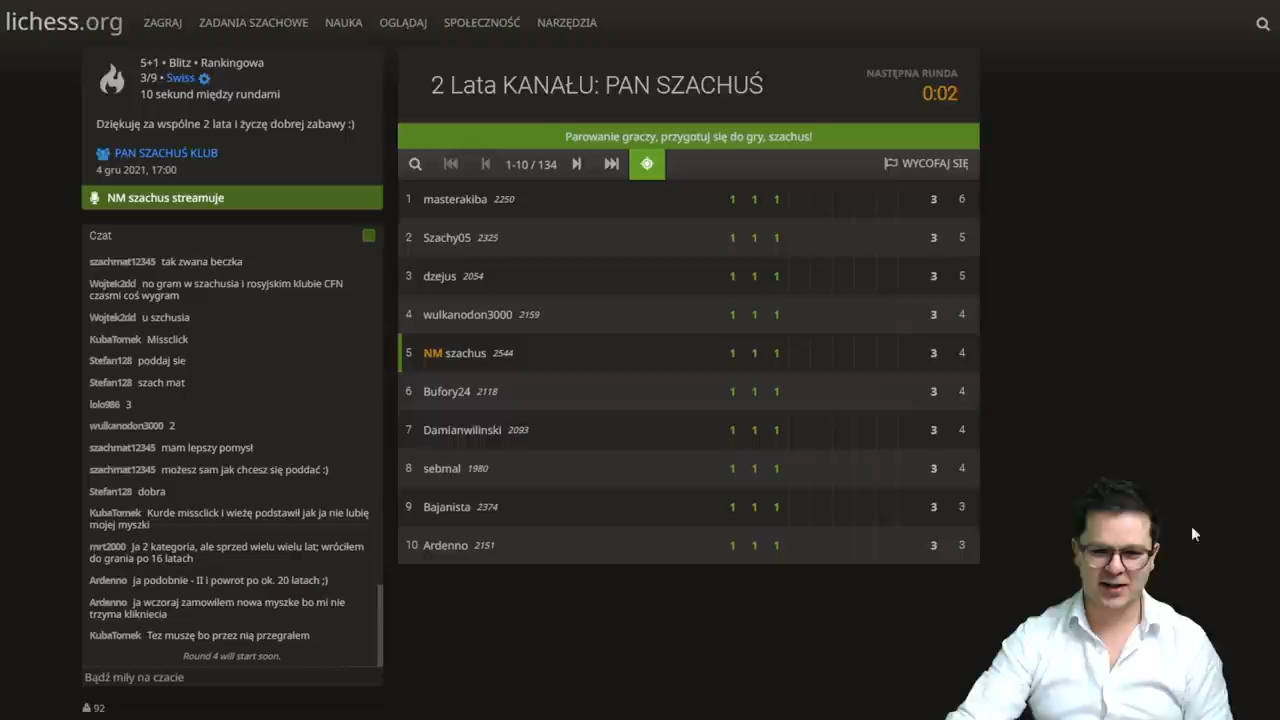 lichess.org ZAGRAJ ZADANIA SZACHOWE NAUKA OGLĄDAJ SPOŁECZNOŚĆ NARZĘDZIA
5+1 • Blitz • Rankingowa
3/9 • Swiss
10 sekund między rundami
Dziękuję za wspólne 2 lata i życzę dobrej zabawy :)
PAN SZACHUŚ KLUB
4 gru 2021, 17:00
NM szachus streamuje
Czat
szachmat12345 tak zwana beczka
Wojtek2dd no gram w szachusia i rosyjskim klubie CFN
czasmi coś wygram
Wojtek2dd u szchusia
KubaTomek Missclick
Stefan128 poddaj sie
Stefan128 szach mat
lolo986 3
wulkanodon3000 2
szachmat12345 mam lepszy pomysł
szachmat12345 możesz sam jak chcesz się poddać :)
Stefan128 dobra
KubaTomek Kurde missclick i wieżę podstawił jak ja nie lubię
mojej myszki
mrt2000 Ja 2 kategoria, ale sprzed wielu wielu lat; wróciłem
do grania po 16 latach
Ardenno ja podobnie - II i powrot po ok. 20 latach ;)
Ardenno ja wczoraj zamowiłem nowa myszke bo mi nie
trzyma klikniecia
KubaTomek Tez muszę bo przez nią przegrałem
Round 4 will start soon.
Bądź miły na czacie
92
2 Lata KANAŁU: PAN SZACHUŚ
NASTĘPNA RUNDA
0:02
Parowanie graczy, przygotuj się do gry, szachus!
1-10 / 134 WYCOFAJ SIĘ
1 masterakiba 2250 1 1 1 3 6
2 Szachy05 2325 1 1 1 3 5
3 dzejus 2054 1 1 1 3 5
4 wulkanodon3000 2159 1 1 1 3 4
5 NM szachus 2544 1 1 1 3 4
6 Bufory24 2118 1 1 1 3 4
7 Damianwilinski 2093 1 1 1 3 4
8 sebmal 1980 1 1 1 3 4
9 Bajanista 2374 1 1 1 3 3
10 Ardenno 2151 1 1 1 3 3